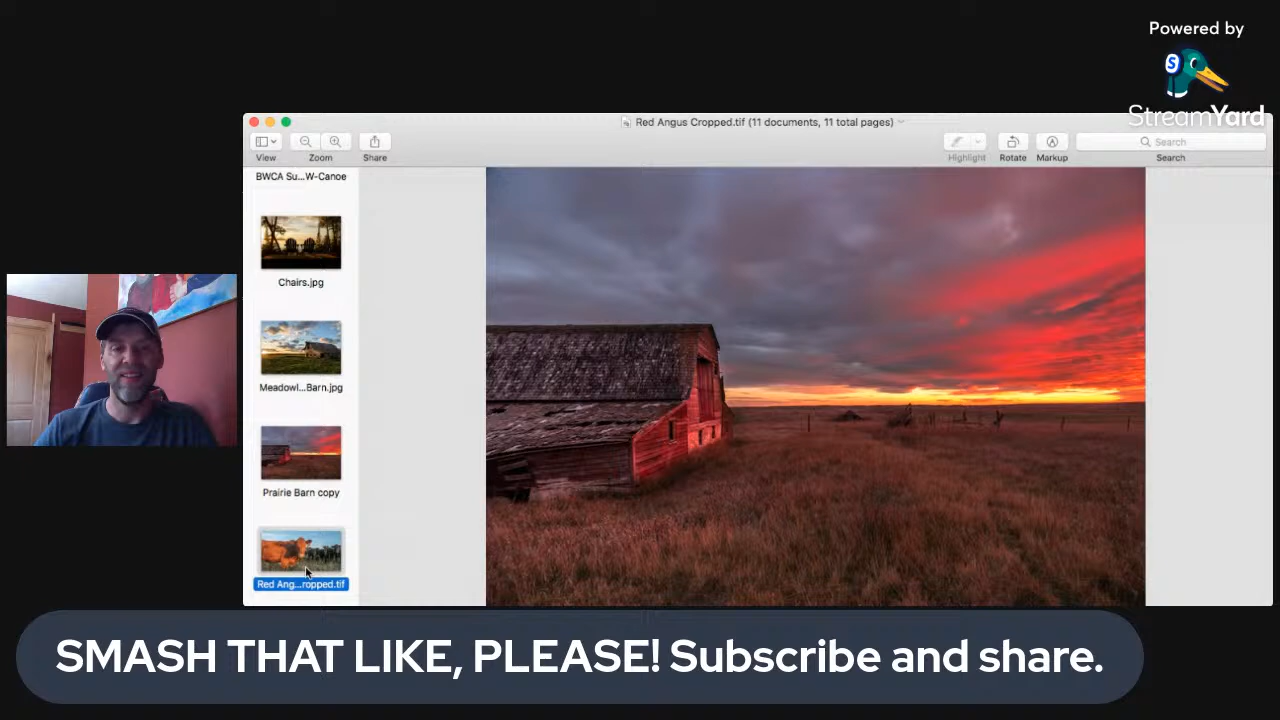 Powered by
StreamYard
Red Angus Cropped.tif (11 documents, 11 total pages)
View
Zoom
Share
Highlight
Rotate
Markup
Search
Search
BWCA Su...W-Canoe
Chairs.jpg
Meadowl...Barn.jpg
Prairie Barn copy
Red Ang...ropped.tif
SMASH THAT LIKE, PLEASE! Subscribe and share.